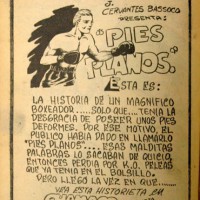 J. CERVANTES BASSOCO
PRESENTA:
"PIES
PLANOS."
ESTA ES:
LA HISTORIA DE UN MAGNIFICO
BOXEADOR.....SOLO QUE....TENIA LA
DESGRACIA DE POSEER UNOS PIES
DEFORMES. POR ESE MOTIVO, EL
PUBLICO HABIA DADO EN LLAMARLO
"PIES PLANOS"....ESAS MALDITAS
PALABRAS LO SACABAN DE QUICIO,
ENTONCES PERDIA POR K.O. PELEAS
QUE YA TENIA EN EL BOLSILLO.
PERO LLEGO LA VEZ EN QUE......
VEA ESTA HISTORIETA EN